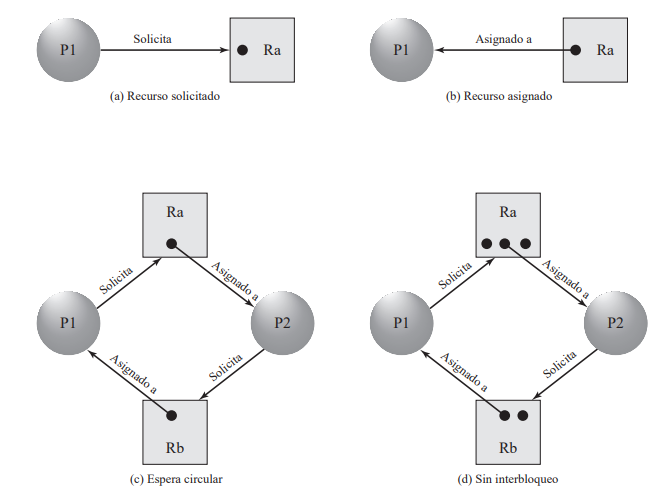 Solicita
P1
Ra
(a) Recurso solicitado
Asignado a
P1
Ra
(b) Recurso asignado
Ra
Solicita
Asignado a
P1
P2
Asignado a
Solicita
Rb
(c) Espera circular
Ra
Solicita
Asignado a
P1
P2
Asignado a
Solicita
Rb
(d) Sin interbloqueo